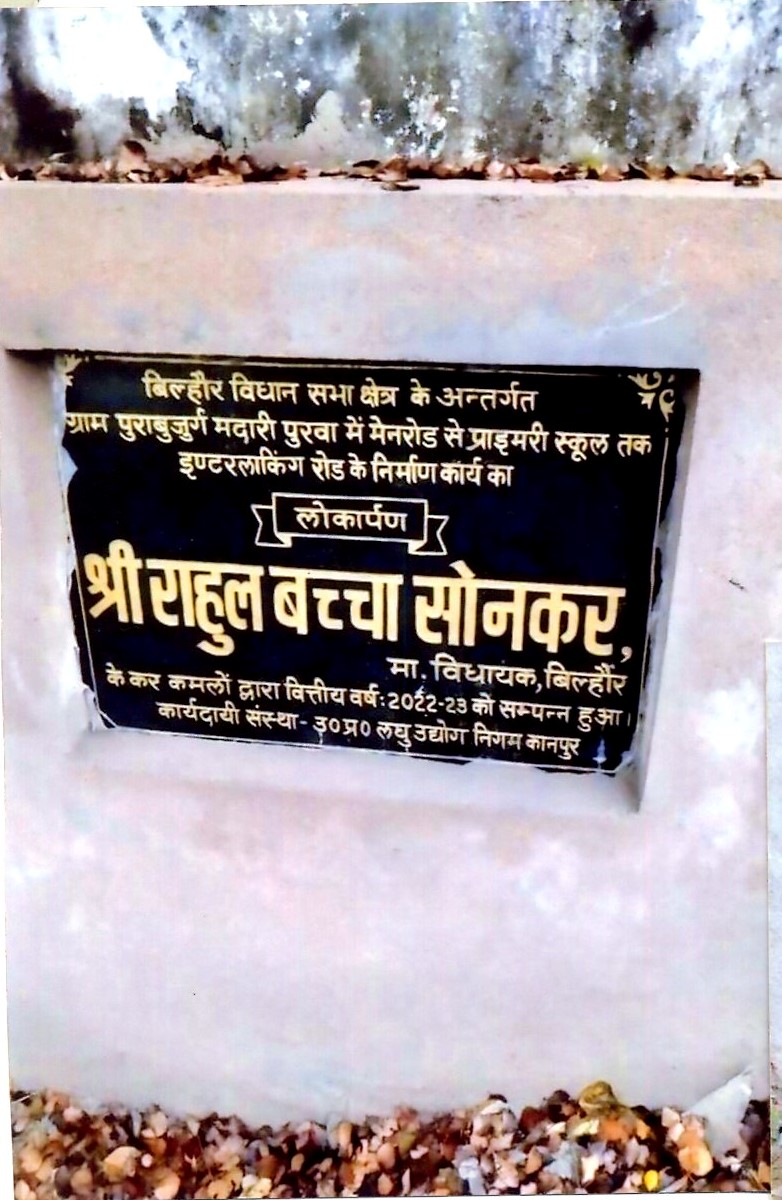 बिल्हौर विधान सभा क्षेत्र के अन्तर्गत
ग्राम पुराबुजुर्ग मदारी पुरवा में मेनरोड से प्राइमरी स्कूल तक
इण्टरलाकिंग रोड के निर्माण कार्य का
लोकार्पण
श्री राहुल बच्चा सोनकर,
मा. विधायक, बिल्हौर
के कर कमलों द्वारा वित्तीय वर्ष: 2022-23 को सम्पन्न हुआ।
कार्यदायी संस्था- उ0प्र0 लघु उद्योग निगम कानपुर